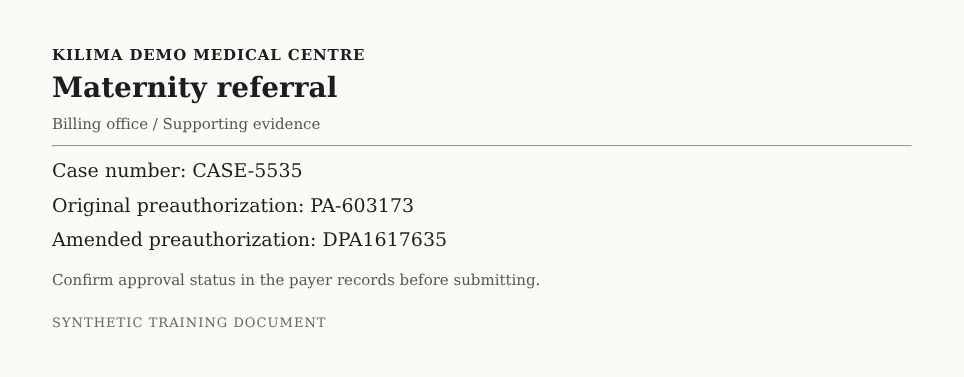 KILIMA DEMO MEDICAL CENTRE
Maternity referral
Billing office / Supporting evidence
Case number: CASE-5535
Original preauthorization: PA-603173
Amended preauthorization: DPA1617635
Confirm approval status in the payer records before submitting.
SYNTHETIC TRAINING DOCUMENT